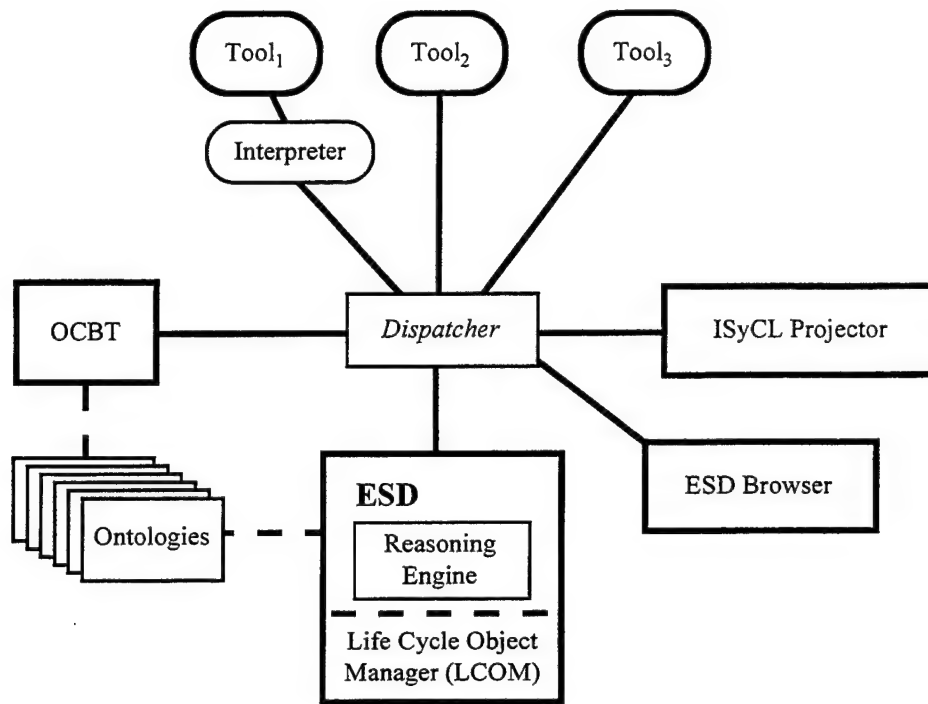 Tool₁
Tool₂
Tool₃
Interpreter
OCBT
Dispatcher
ISyCL Projector
ESD Browser
Ontologies
ESD
Reasoning
Engine
Life Cycle Object
Manager (LCOM)